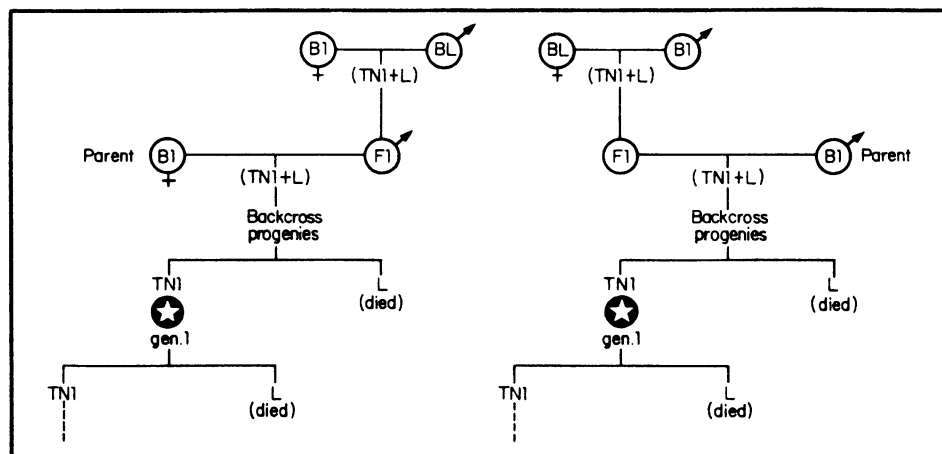 B1 BL
♀
(TN1+L)
Parent B1 F1
♀
(TN1+L)
Backcross
progenies
TN1 L
(died)
gen.1
TN1 L
(died)
BL B1
♀
(TN1+L)
F1 B1 Parent
(TN1+L)
Backcross
progenies
TN1 L
(died)
gen.1
TN1 L
(died)